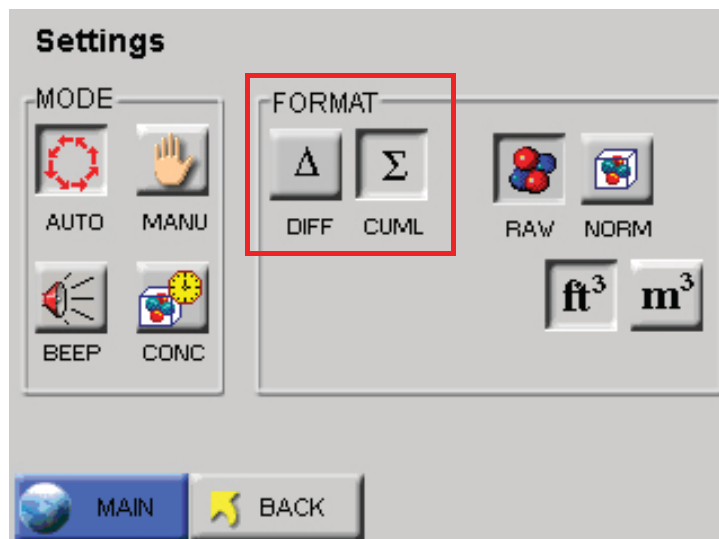 Settings
MODE
FORMAT
Δ Σ
AUTO MANU DIFF CUML RAW NORM
ft³ m³
BEEP CONC
MAIN BACK